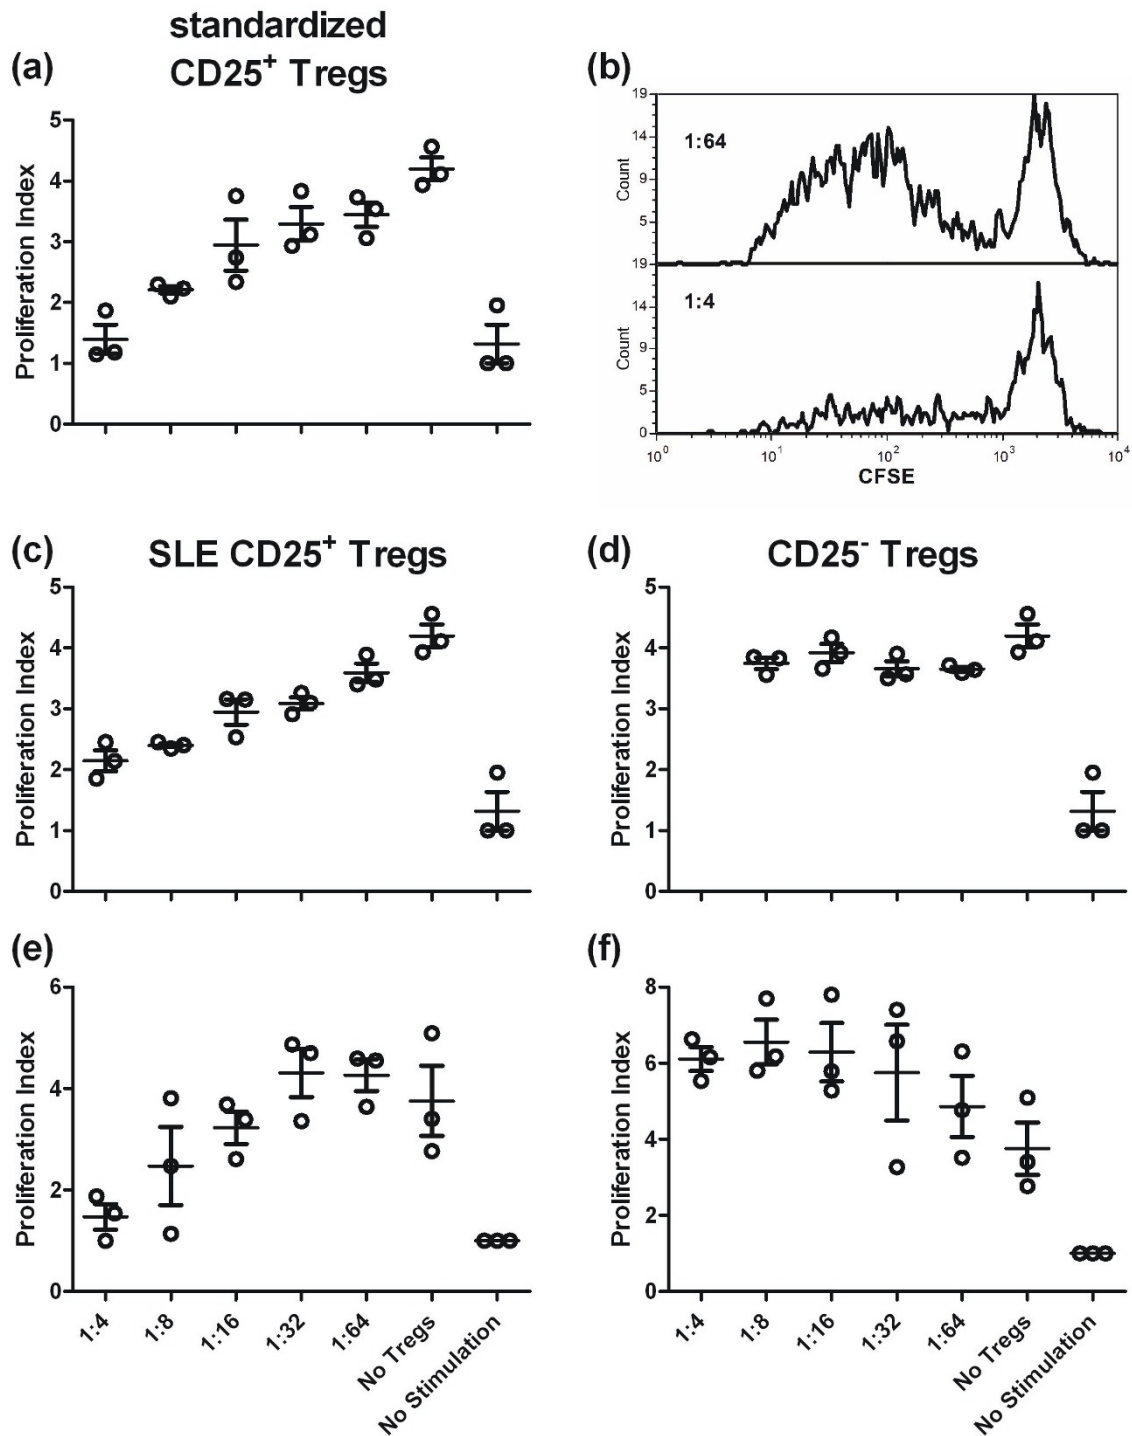 (a)
standardized
CD25+ Tregs
Proliferation Index
5
4
3
2
1
0
(b)
1:64
Count
19
14
9
5
19
1:4
Count
14
9
5
0
10^0
10^1
10^2
10^3
10^4
CFSE
(c)
SLE CD25+ Tregs
Proliferation Index
5
4
3
2
1
0
(d)
CD25- Tregs
Proliferation Index
5
4
3
2
1
0
(e)
Proliferation Index
6
4
2
0
1:4
1:8
1:16
1:32
1:64
No Tregs
No Stimulation
(f)
Proliferation Index
8
6
4
2
0
1:4
1:8
1:16
1:32
1:64
No Tregs
No Stimulation